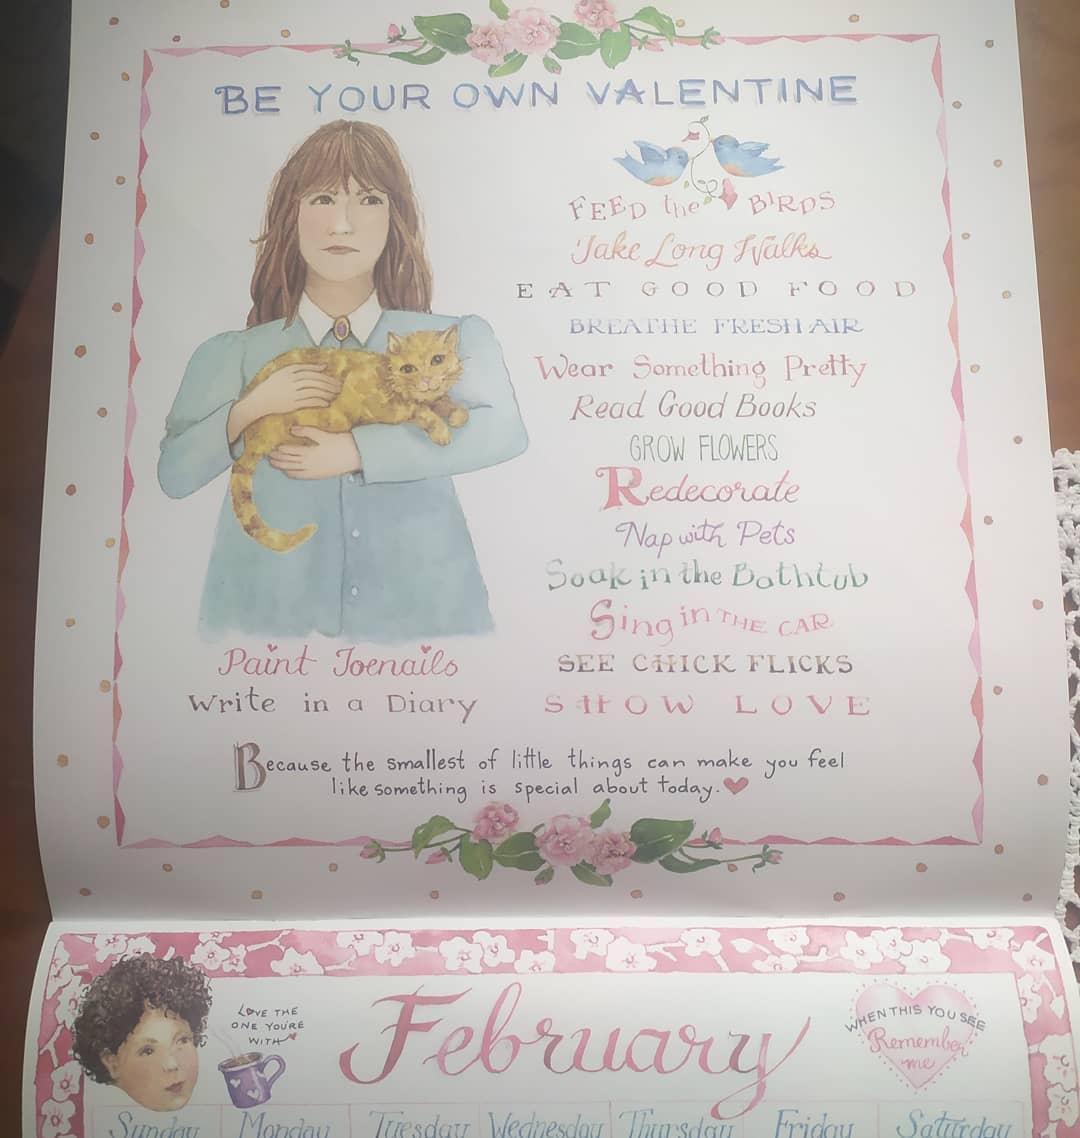 BE YOUR OWN VALENTINE
FEED the BIRDS
Take Long Walks
EAT GOOD FOOD
BREATHE FRESH AIR
Wear Something Pretty
Read Good Books
GROW FLOWERS
Redecorate
Nap with Pets
Soak in the Bathtub
Sing in THE CAR
SEE CHICK FLICKS
SHOW LOVE
Paint Toenails
Write in a Diary
Because the smallest of little things can make you feel
like something is special about today.
LOVE THE
ONE YOU'RE
WITH
February
WHEN THIS YOU SEE
Remember
me
Sunday Monday Tuesday Wednesday Thursday Friday Saturday